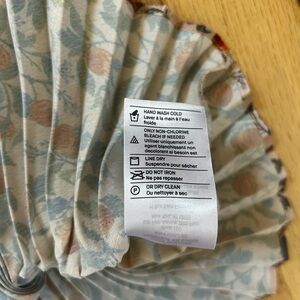 HAND WASH COLD
Laver à la main à l'eau
froide
ONLY NON-CHLORINE
BLEACH IF NEEDED
Utiliser uniquement un
agent blanchissant non
decolorant si besoin est
LINE DRY
Suspendre pour sécher
DO NOT IRON
Ne pas repasser
OR DRY CLEAN
Ou nettoyer à sec